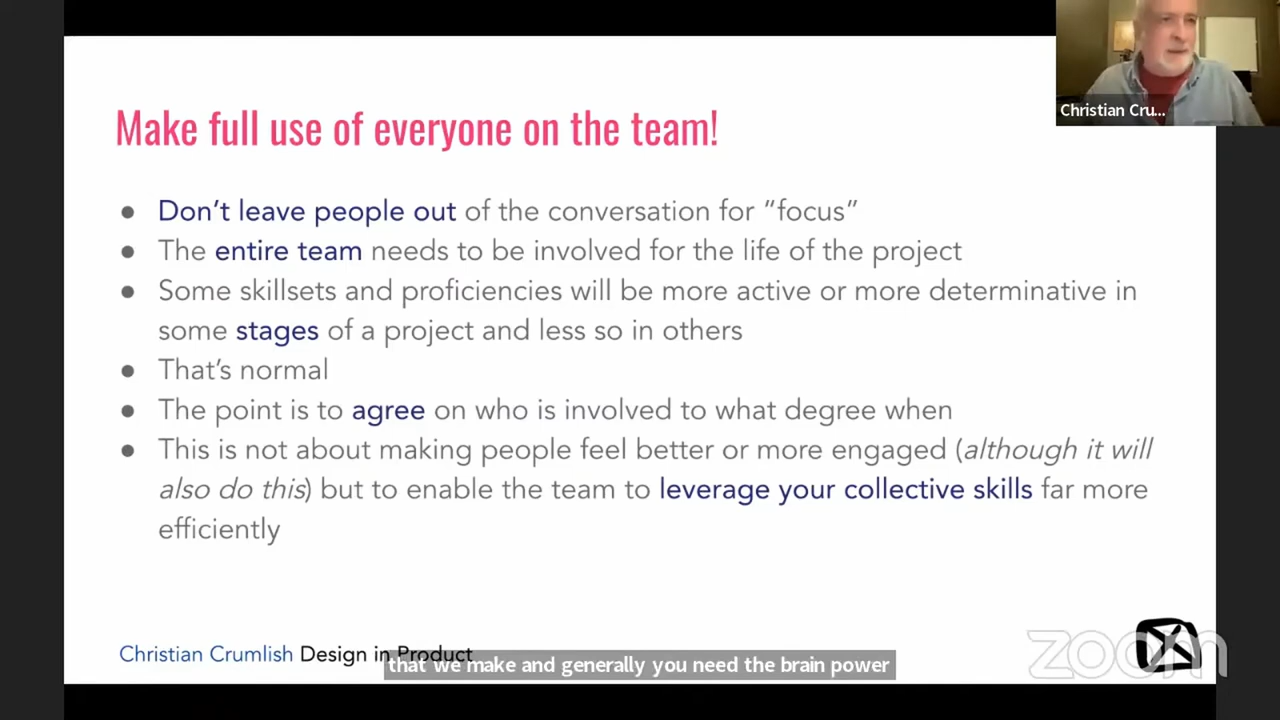 Christian Cru...
Make full use of everyone on the team!
● Don’t leave people out of the conversation for “focus”
● The entire team needs to be involved for the life of the project
● Some skillsets and proficiencies will be more active or more determinative in
some stages of a project and less so in others
● That’s normal
● The point is to agree on who is involved to what degree when
● This is not about making people feel better or more engaged (although it will
also do this) but to enable the team to leverage your collective skills far more
efficiently
Christian Crumlish Design in Product
that we make and generally you need the brain power
zoom